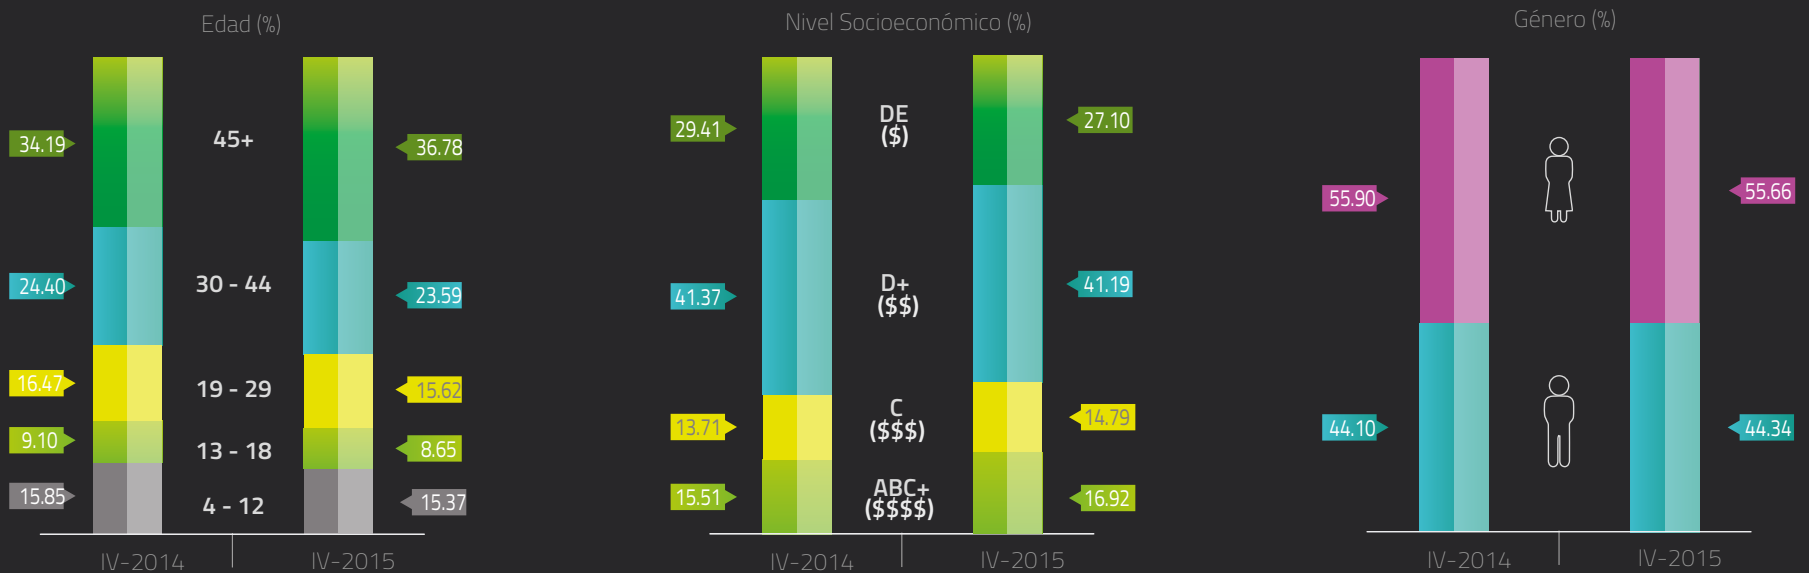 Edad (%)
34.19
45+
36.78
24.40
30 - 44
23.59
16.47
19 - 29
15.62
9.10
13 - 18
8.65
15.85
4 - 12
15.37
IV-2014
IV-2015
Nivel Socioeconómico (%)
29.41
DE
($)
27.10
41.37
D+
($$)
41.19
13.71
C
($$$)
14.79
15.51
ABC+
($$$$)
16.92
IV-2014
IV-2015
Género (%)
55.90
55.66
44.10
44.34
IV-2014
IV-2015